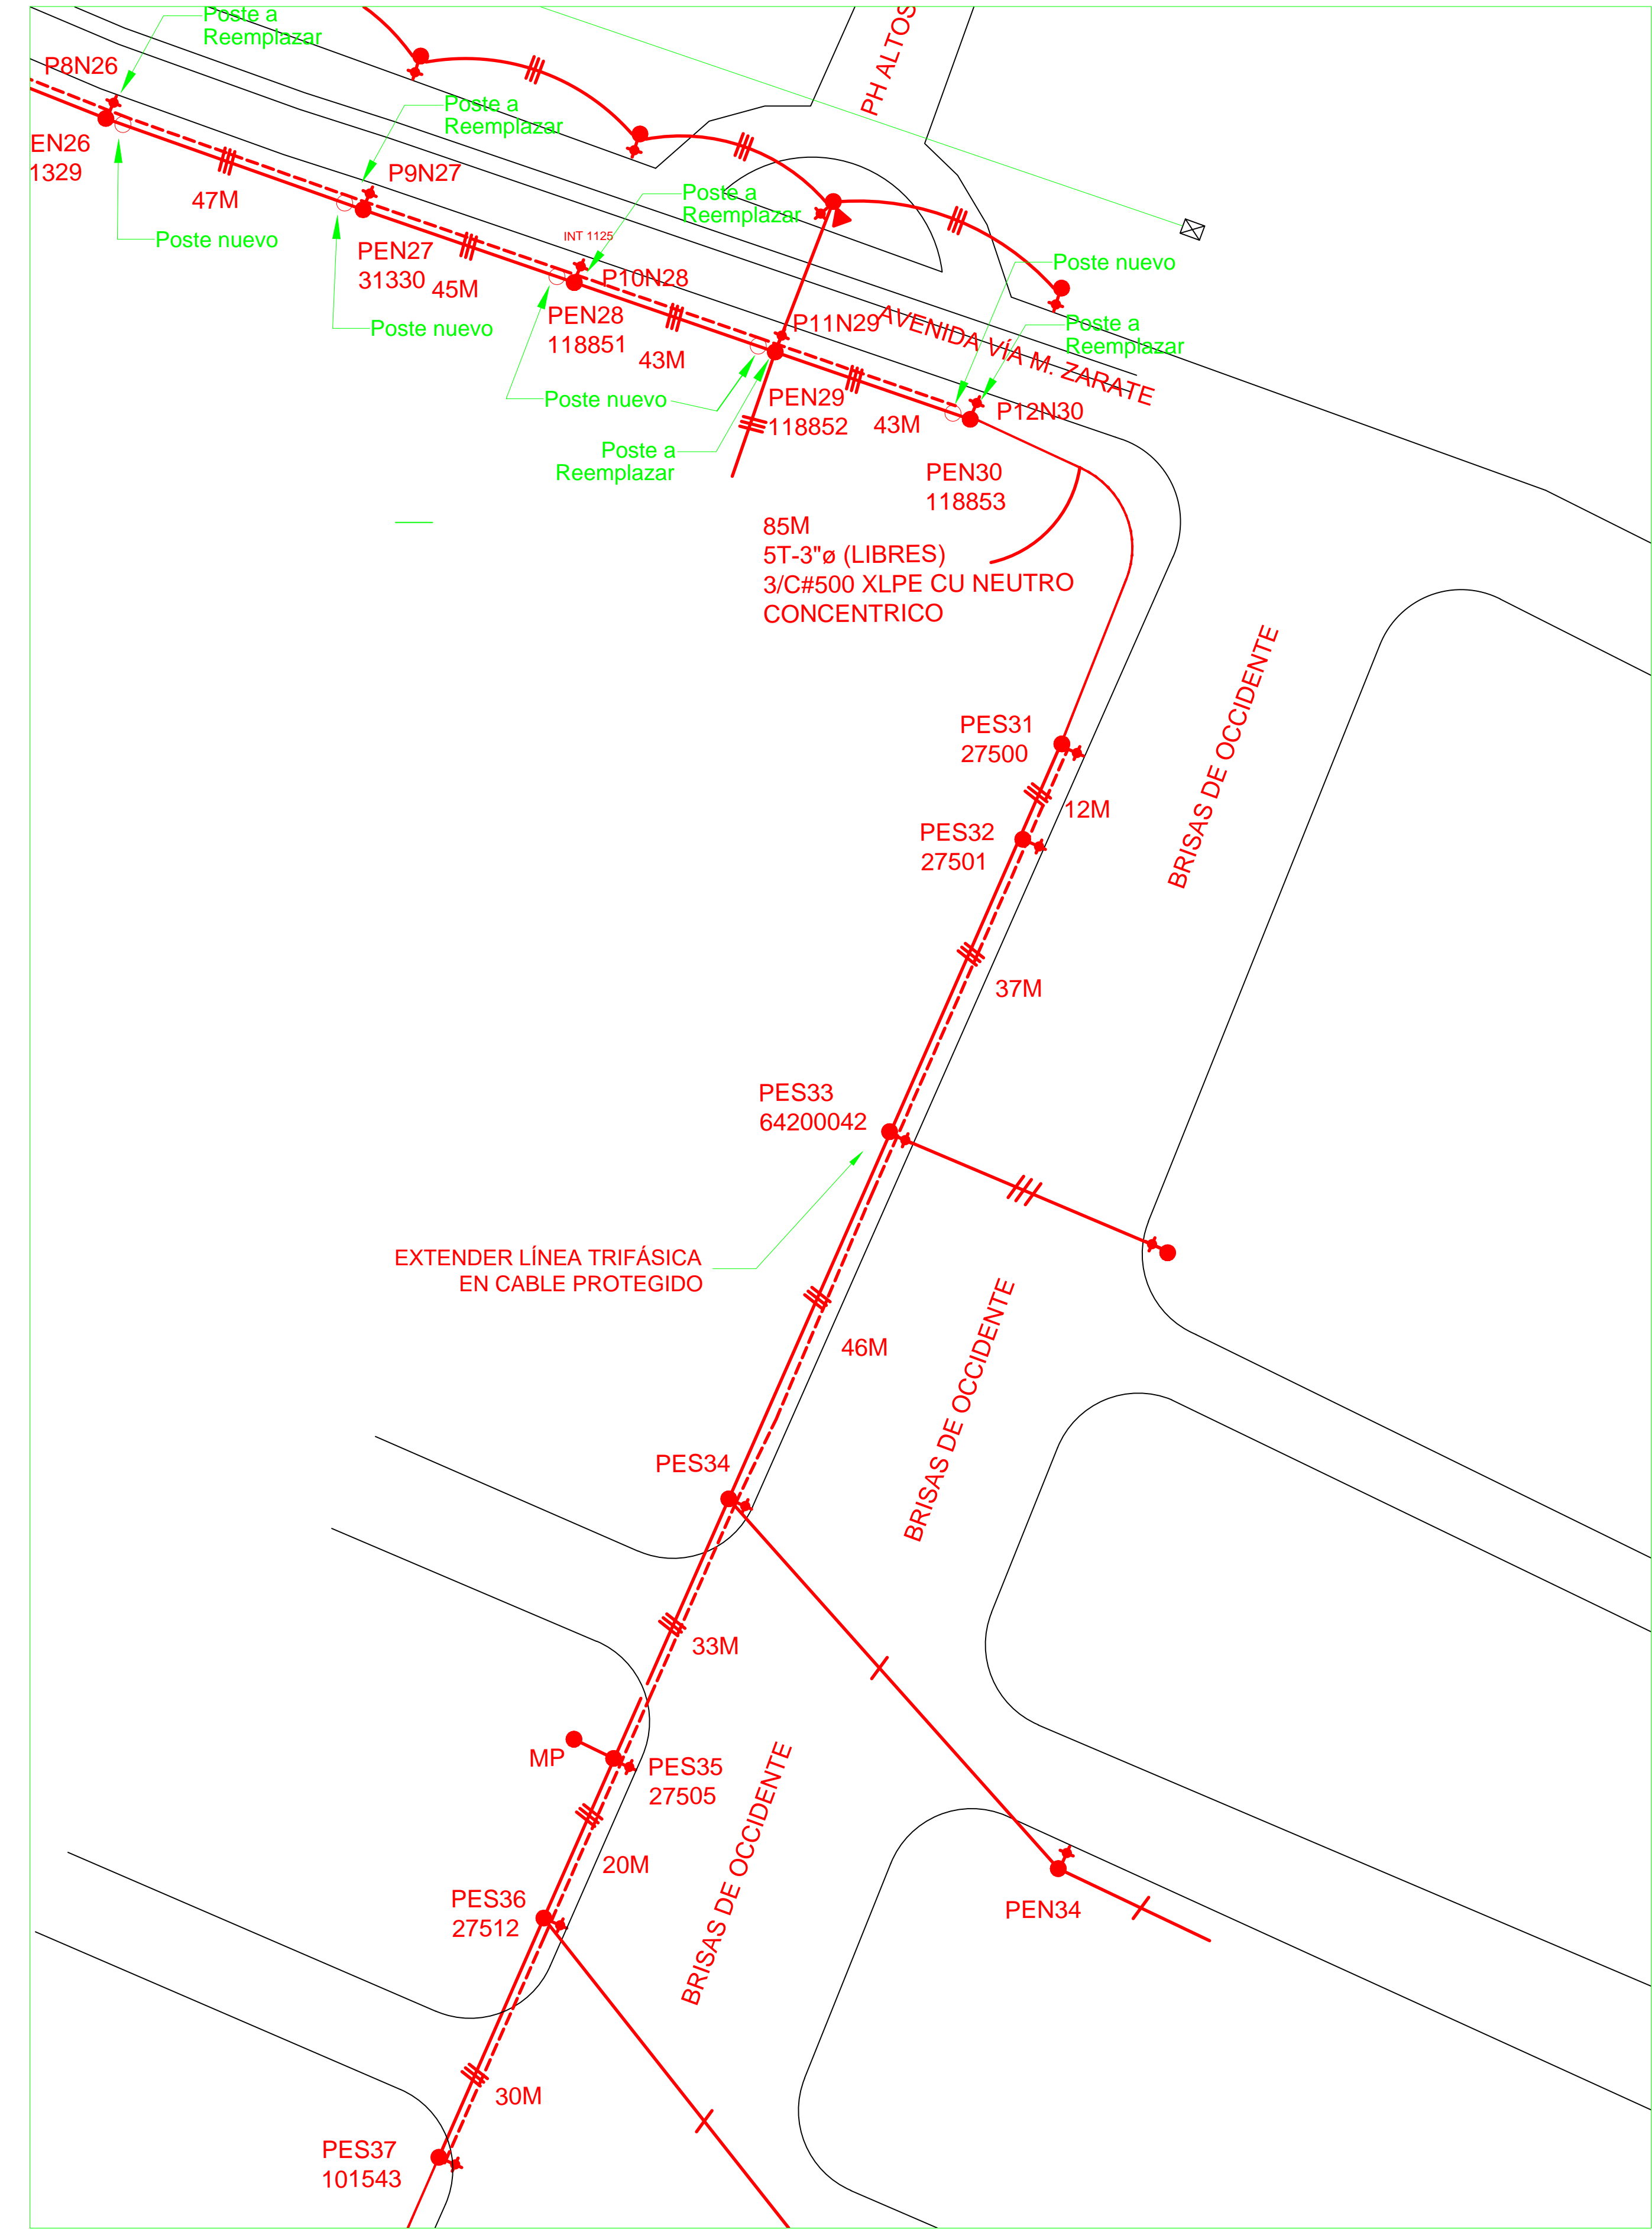 Poste a
Reemplazar
P8N26
EN26
1329
47M
Poste nuevo
Poste a
Reemplazar
P9N27
PEN27
31330
45M
Poste nuevo
INT 1125
Poste a
Reemplazar
P10N28
PEN28
118851
43M
Poste nuevo
PH ALTOS
P11N29
PEN29
118852
43M
Poste a
Reemplazar
AVENIDA VÍA M. ZARATE
Poste nuevo
Poste a
Reemplazar
P12N30
PEN30
118853
85M
5T-3"ø (LIBRES)
3/C#500 XLPE CU NEUTRO
CONCENTRICO
PES31
27500
12M
BRISAS DE OCCIDENTE
PES32
27501
37M
PES33
64200042
EXTENDER LÍNEA TRIFÁSICA
EN CABLE PROTEGIDO
46M
BRISAS DE OCCIDENTE
PES34
33M
MP
PES35
27505
BRISAS DE OCCIDENTE
20M
PES36
27512
PEN34
30M
PES37
101543